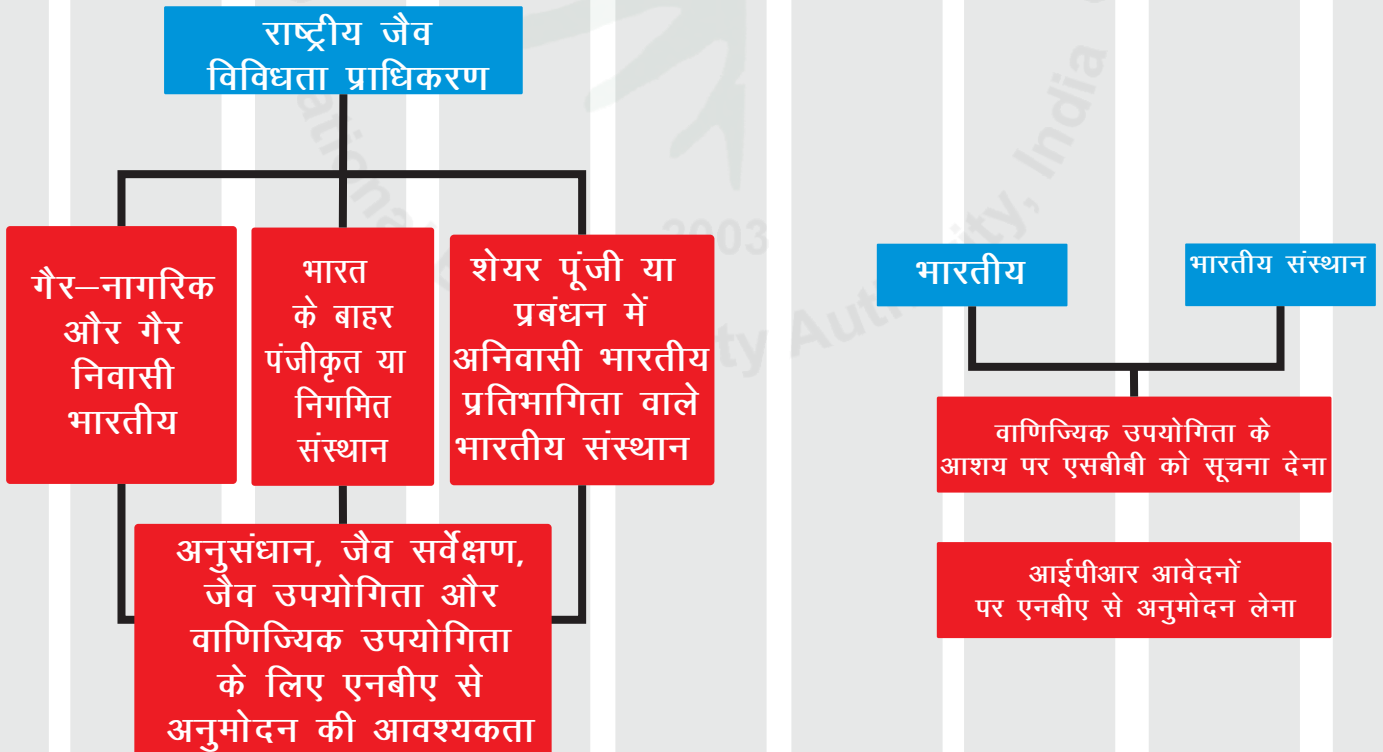 राष्ट्रीय जैव
विविधता प्राधिकरण
गैर–नागरिक
और गैर
निवासी
भारतीय
भारत
के बाहर
पंजीकृत या
निगमित
संस्थान
शेयर पूंजी या
प्रबंधन में
अनिवासी भारतीय
प्रतिभागिता वाले
भारतीय संस्थान
अनुसंधान, जैव सर्वेक्षण,
जैव उपयोगिता और
वाणिज्यिक उपयोगिता
के लिए एनबीए से
अनुमोदन की आवश्यकता
भारतीय
भारतीय संस्थान
वाणिज्यिक उपयोगिता के
आशय पर एसबीबी को सूचना देना
आईपीआर आवेदनों
पर एनबीए से अनुमोदन लेना
2003
India